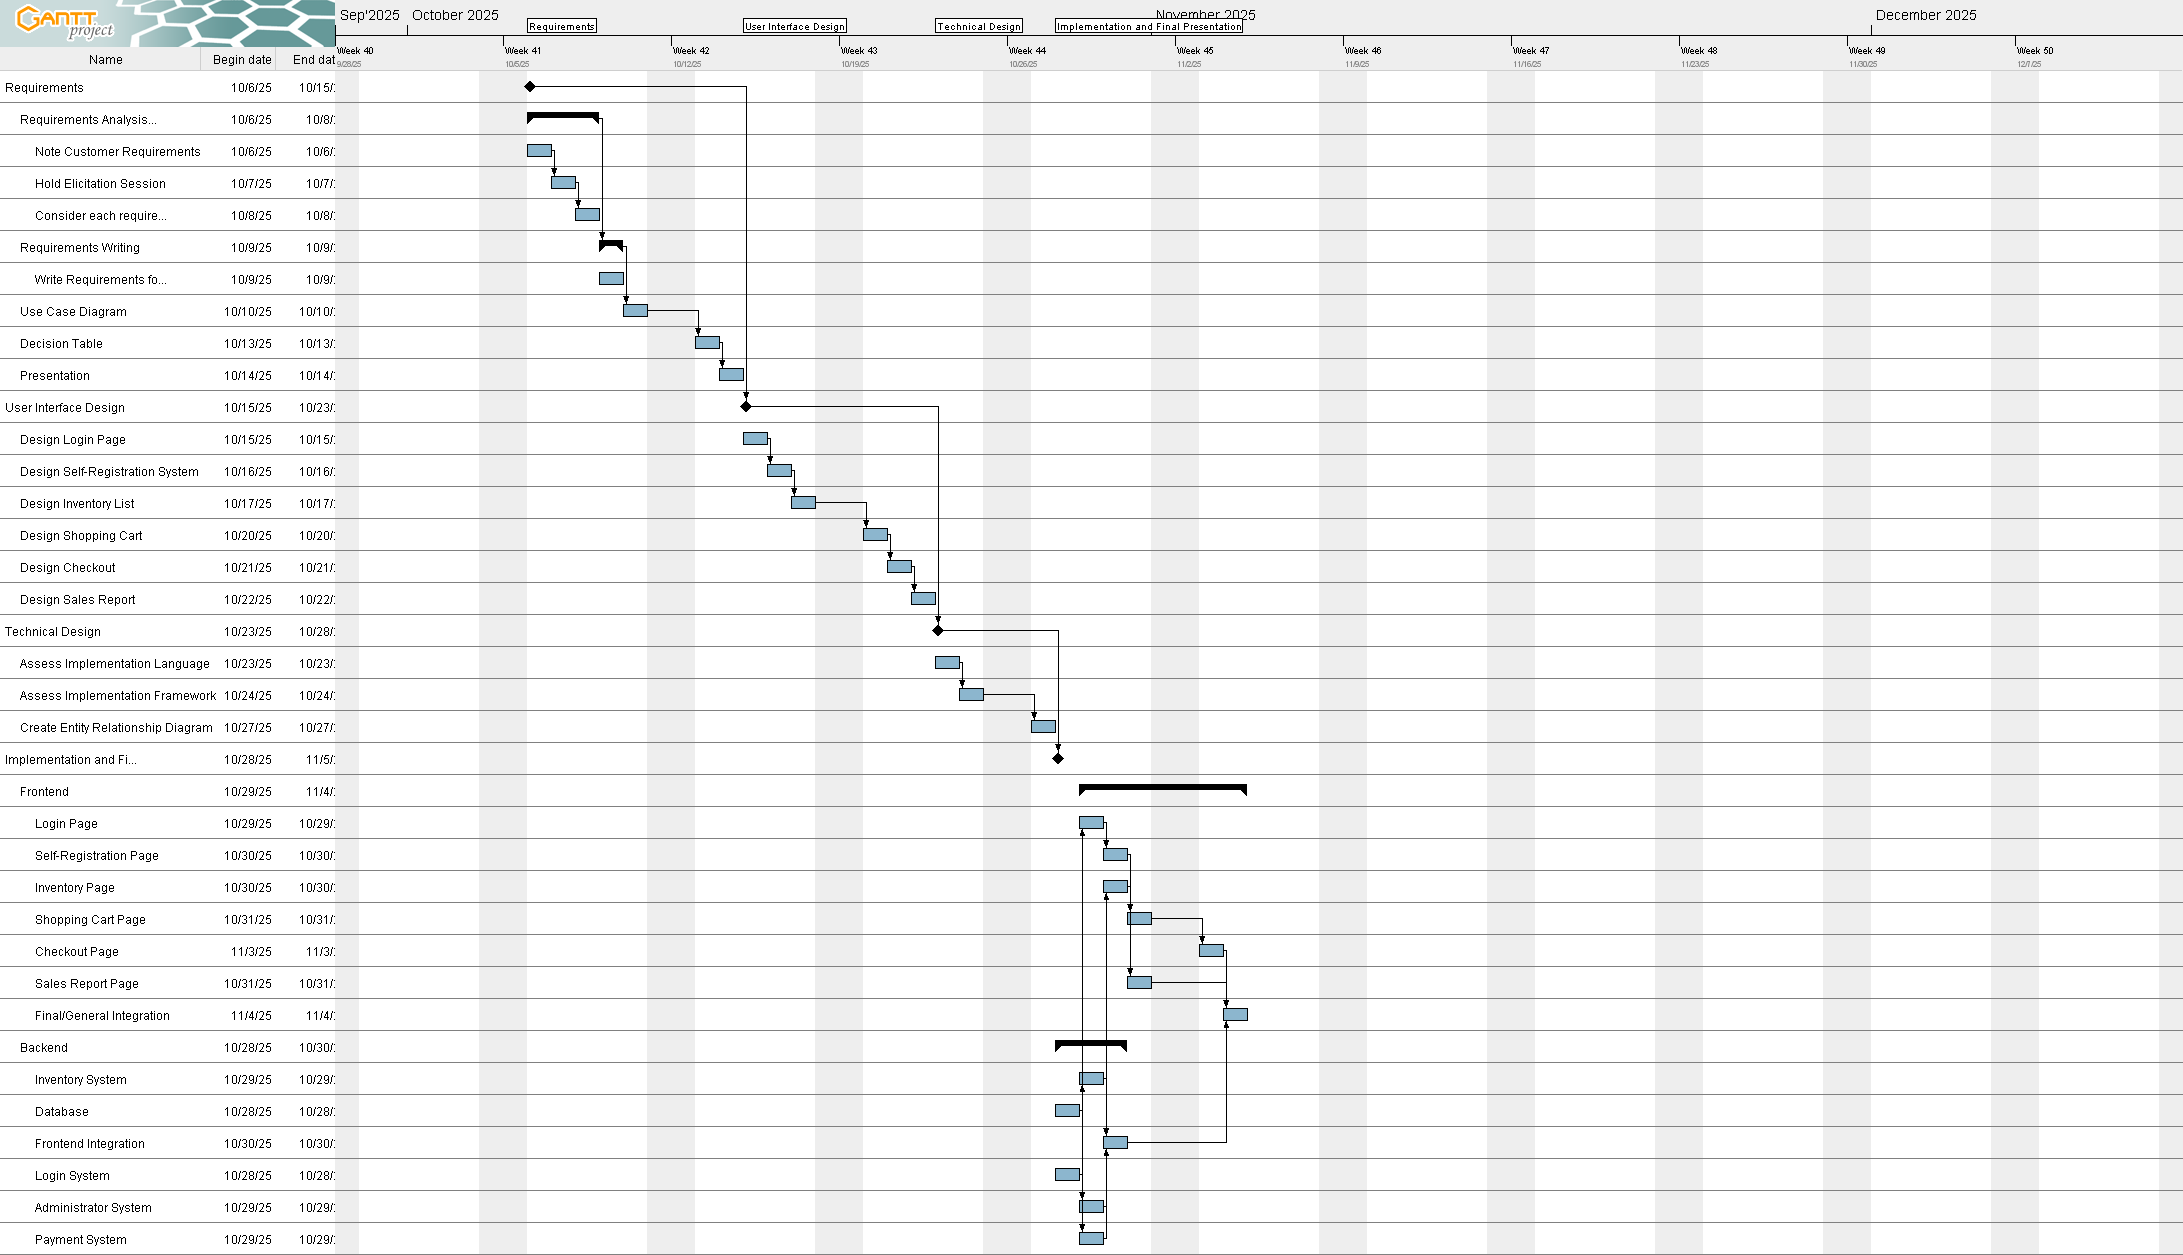 GANTT project
Sep'2025 October 2025 November 2025 December 2025
Requirements User Interface Design Technical Design Implementation and Final Presentation
Week 40 Week 41 Week 42 Week 43 Week 44 Week 45 Week 46 Week 47 Week 48 Week 49 Week 50
Name Begin date End dat
9/28/25 10/5/25 10/12/25 10/19/25 10/26/25 11/2/25 11/9/25 11/16/25 11/23/25 11/30/25 12/7/25
Requirements 10/6/25 10/15/
Requirements Analysis... 10/6/25 10/8/
Note Customer Requirements 10/6/25 10/6/
Hold Elicitation Session 10/7/25 10/7/
Consider each require... 10/8/25 10/8/
Requirements Writing 10/9/25 10/9/
Write Requirements fo... 10/9/25 10/9/
Use Case Diagram 10/10/25 10/10/
Decision Table 10/13/25 10/13/
Presentation 10/14/25 10/14/
User Interface Design 10/15/25 10/23/
Design Login Page 10/15/25 10/15/
Design Self-Registration System 10/16/25 10/16/
Design Inventory List 10/17/25 10/17/
Design Shopping Cart 10/20/25 10/20/
Design Checkout 10/21/25 10/21/
Design Sales Report 10/22/25 10/22/
Technical Design 10/23/25 10/28/
Assess Implementation Language 10/23/25 10/23/
Assess Implementation Framework 10/24/25 10/24/
Create Entity Relationship Diagram 10/27/25 10/27/
Implementation and Fi... 10/28/25 11/5/
Frontend 10/29/25 11/4/
Login Page 10/29/25 10/29/
Self-Registration Page 10/30/25 10/30/
Inventory Page 10/30/25 10/30/
Shopping Cart Page 10/31/25 10/31/
Checkout Page 11/3/25 11/3/
Sales Report Page 10/31/25 10/31/
Final/General Integration 11/4/25 11/4/
Backend 10/28/25 10/30/
Inventory System 10/29/25 10/29/
Database 10/28/25 10/28/
Frontend Integration 10/30/25 10/30/
Login System 10/28/25 10/28/
Administrator System 10/29/25 10/29/
Payment System 10/29/25 10/29/